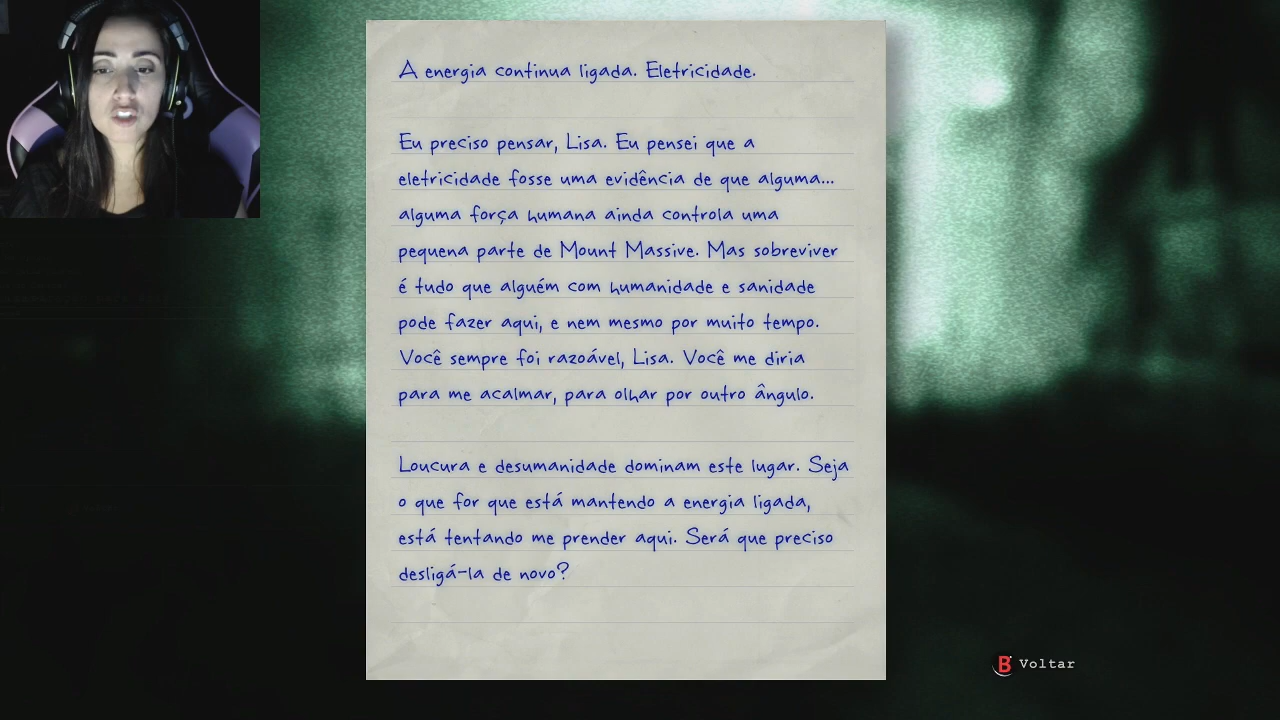 A energia continua ligada. Eletricidade.
Eu preciso pensar, Lisa. Eu pensei que a
eletricidade fosse uma evidência de que alguma...
alguma força humana ainda controla uma
pequena parte de Mount Massive. Mas sobreviver
é tudo que alguém com humanidade e sanidade
pode fazer aqui, e nem mesmo por muito tempo.
Você sempre foi razoável, Lisa. Você me diria
para me acalmar, para olhar por outro ângulo.
Loucura e desumanidade dominam este lugar. Seja
o que for que está mantendo a energia ligada,
está tentando me prender aqui. Será que preciso
desligá-la de novo?
B Voltar